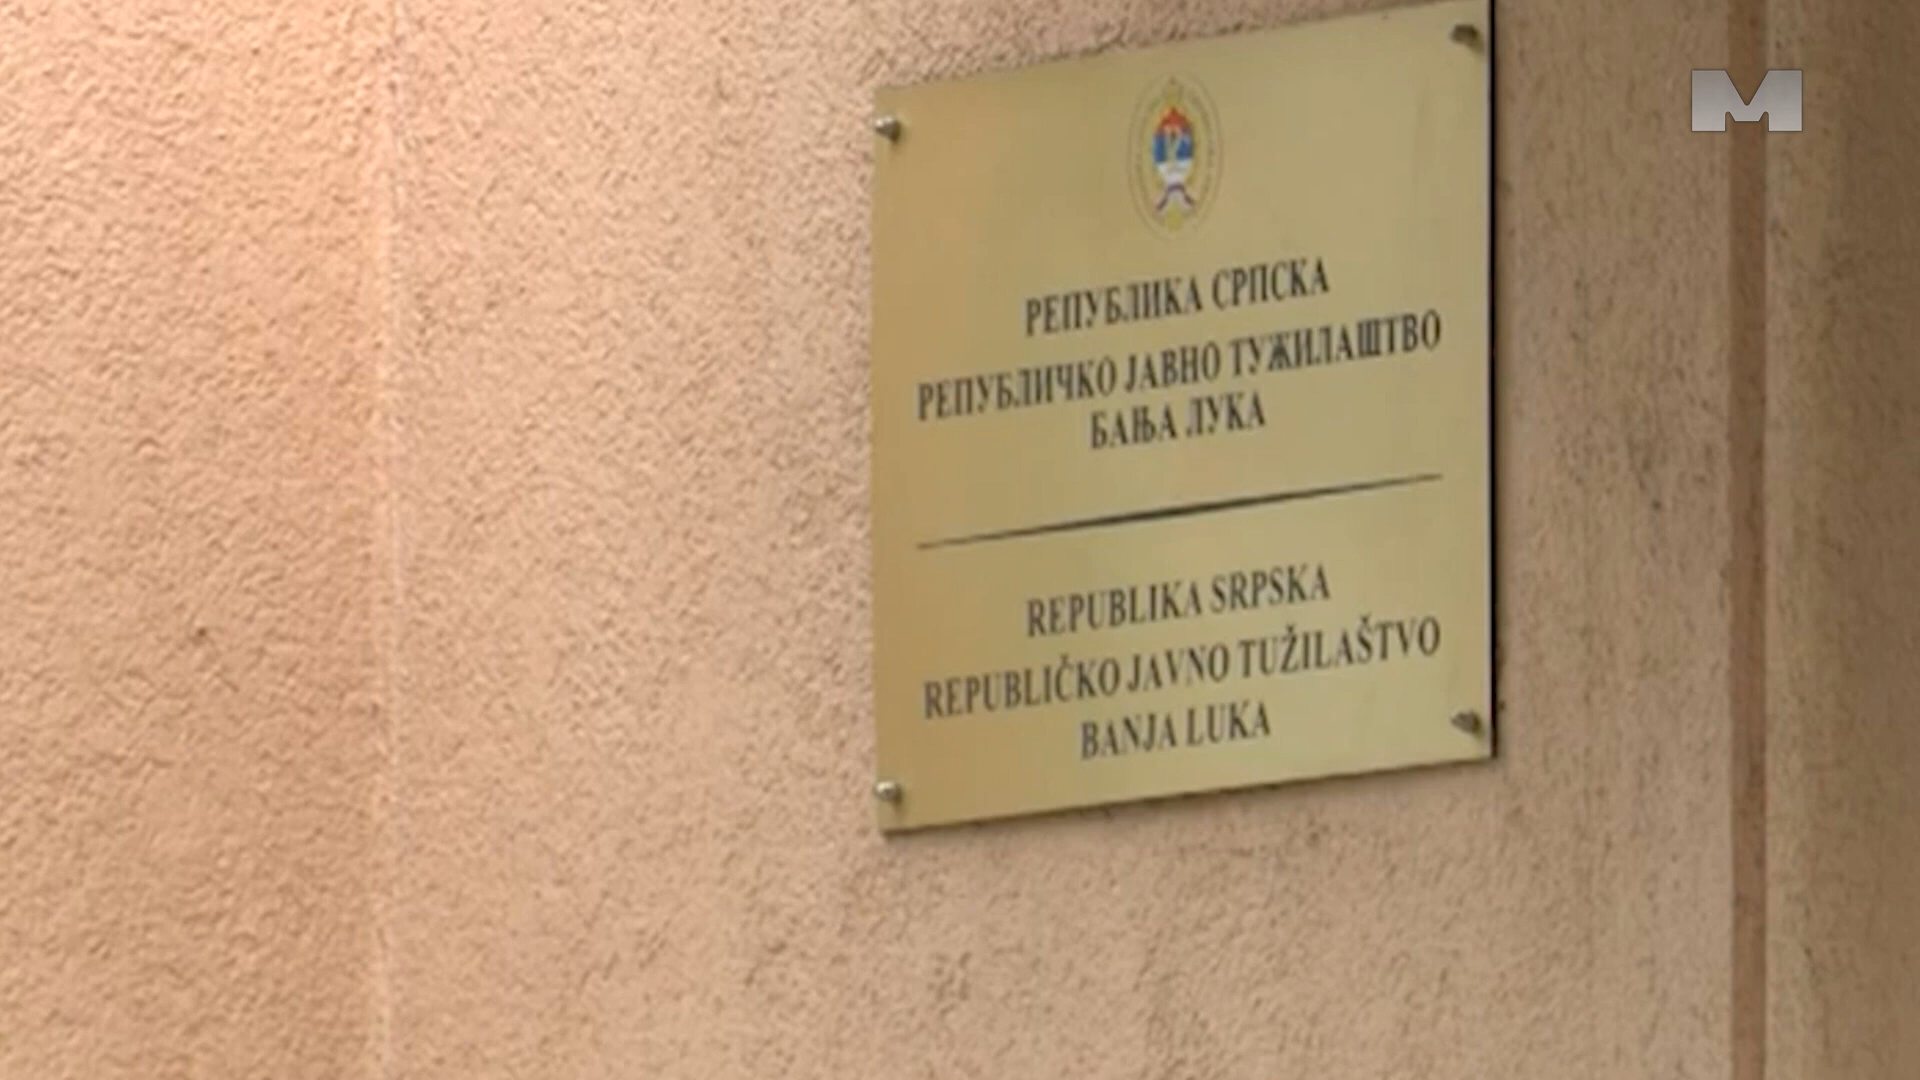 M
РЕПУБЛИКА СРПСКА
РЕПУБЛИЧКО ЈАВНО ТУЖИЛАШТВО
БАЊА ЛУКА
REPUBLIKA SRPSKA
REPUBLIČKO JAVNO TUŽILAŠTVO
BANJA LUKA